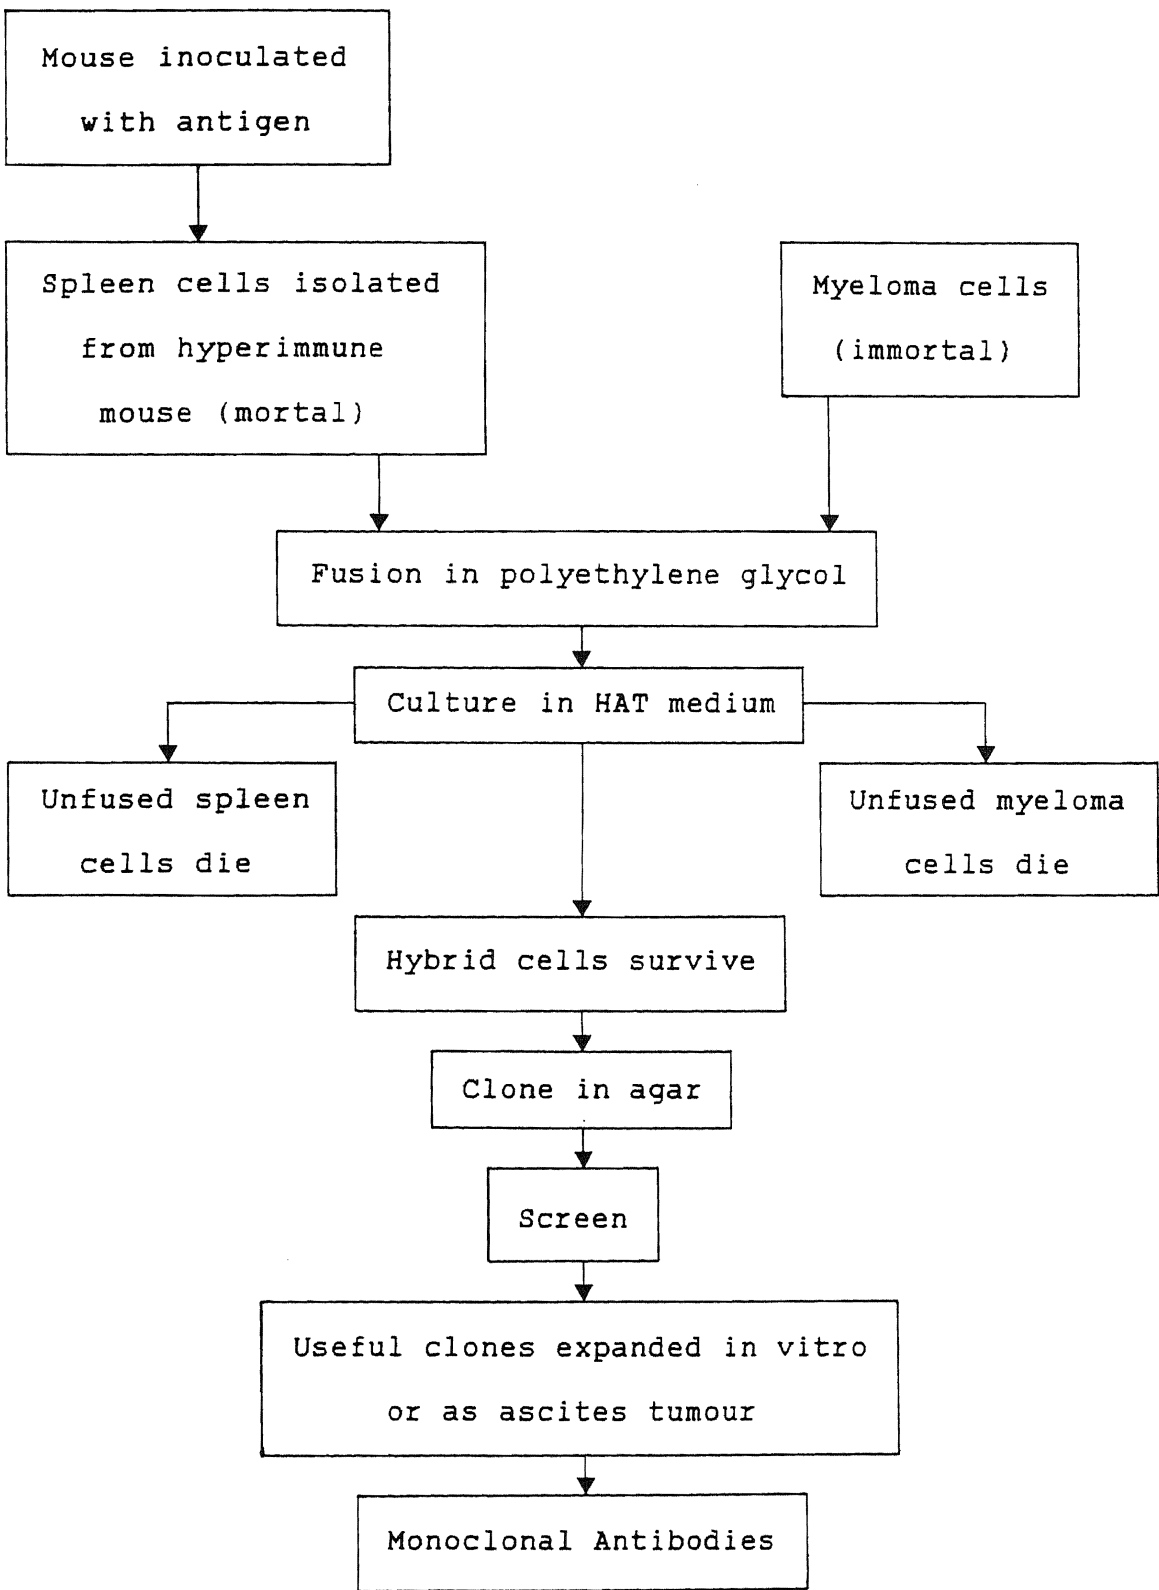 Mouse inoculated
with antigen
Spleen cells isolated
from hyperimmune
mouse (mortal)
Myeloma cells
(immortal)
Fusion in polyethylene glycol
Culture in HAT medium
Unfused spleen
cells die
Unfused myeloma
cells die
Hybrid cells survive
Clone in agar
Screen
Useful clones expanded in vitro
or as ascites tumour
Monoclonal Antibodies